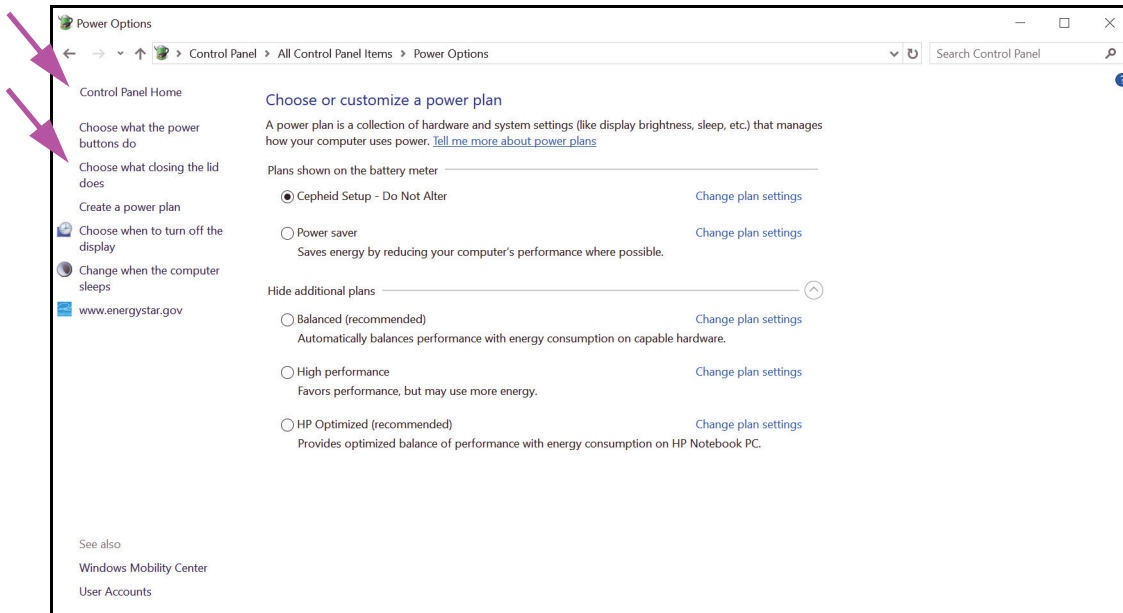 Power Options
Control Panel > All Control Panel Items > Power Options
Search Control Panel
Control Panel Home
Choose what the power
buttons do
Choose what closing the lid
does
Create a power plan
Choose when to turn off the
display
Change when the computer
sleeps
www.energystar.gov
Choose or customize a power plan
A power plan is a collection of hardware and system settings (like display brightness, sleep, etc.) that manages
how your computer uses power. Tell me more about power plans
Plans shown on the battery meter
Cepheid Setup - Do Not Alter Change plan settings
Power saver Change plan settings
Saves energy by reducing your computer's performance where possible.
Hide additional plans
Balanced (recommended) Change plan settings
Automatically balances performance with energy consumption on capable hardware.
High performance Change plan settings
Favors performance, but may use more energy.
HP Optimized (recommended) Change plan settings
Provides optimized balance of performance with energy consumption on HP Notebook PC.
See also
Windows Mobility Center
User Accounts